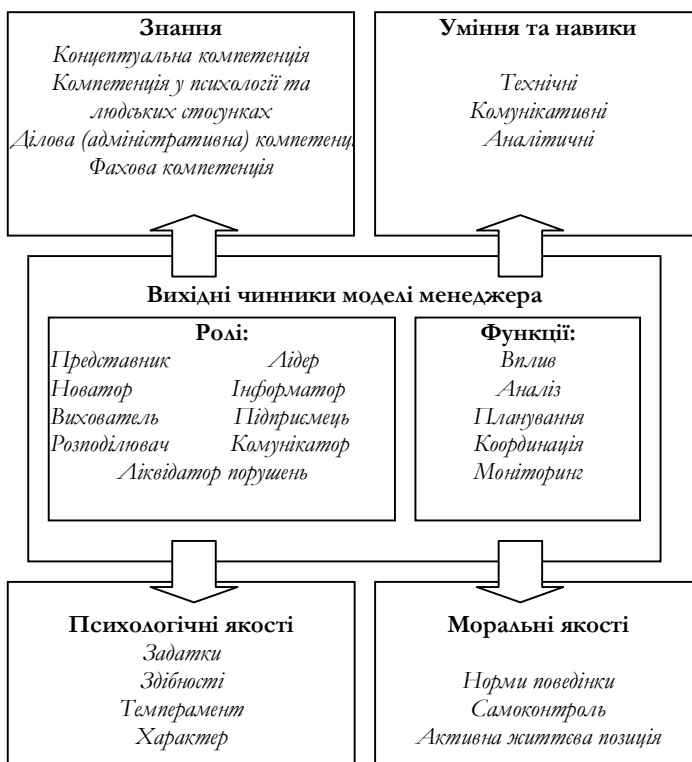 Знання
Концептуальна компетенція
Компетенція у психології та
людських стосунках
Ділова (адміністративна) компетенц
Фахова компетенція
Уміння та навики
Технічні
Комунікативні
Аналітичні
Вихідні чинники моделі менеджера
Ролі:
Представник Лідер
Новатор Інформатор
Вихователь Підприємець
Розподілювач Комунікатор
Ліквідатор порушень
Функції:
Вплив
Аналіз
Планування
Координація
Моніторинг
Психологічні якості
Задатки
Здібності
Темперамент
Характер
Моральні якості
Норми поведінки
Самоконтроль
Активна життєва позиція